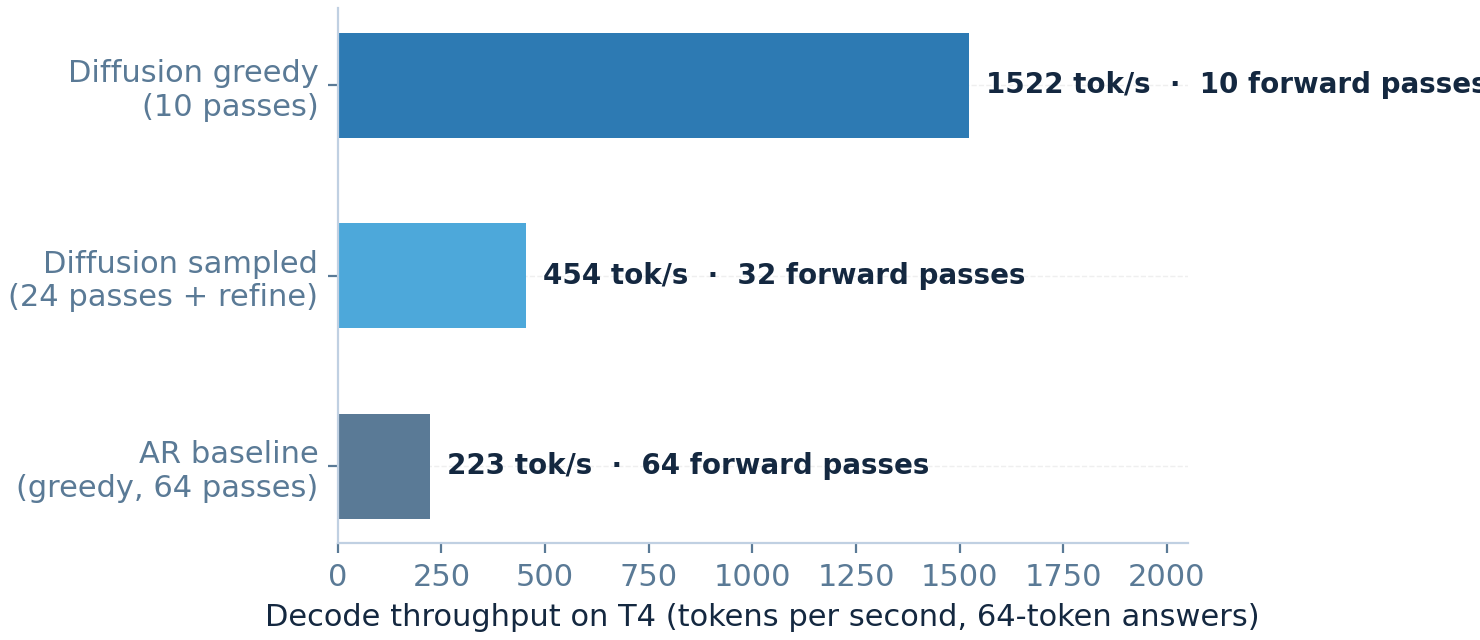 Diffusion greedy
(10 passes)
1522 tok/s · 10 forward passes
Diffusion sampled
(24 passes + refine)
454 tok/s · 32 forward passes
AR baseline
(greedy, 64 passes)
223 tok/s · 64 forward passes
0 250 500 750 1000 1250 1500 1750 2000
Decode throughput on T4 (tokens per second, 64-token answers)